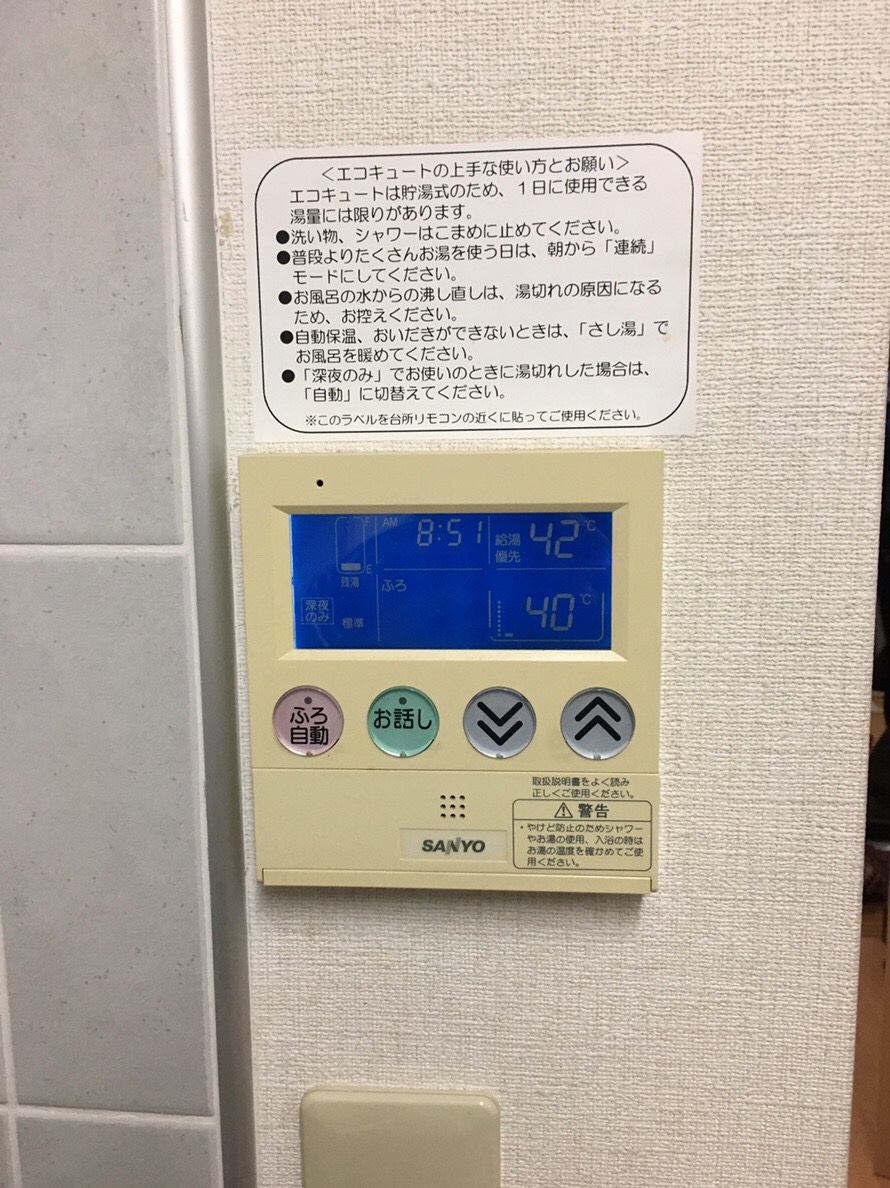 <エコキュートの上手な使い方とお願い>
エコキュートは貯湯式のため、1日に使用できる
湯量には限りがあります。
●洗い物、シャワーはこまめに止めてください。
●普段よりたくさんお湯を使う日は、朝から「連続」
モードにしてください。
●お風呂の水からの沸し直しは、湯切れの原因になる
ため、お控えください。
●自動保温、おいだきができないときは、「さし湯」で
お風呂を暖めてください。
●「深夜のみ」でお使いのときに湯切れした場合は、
「自動」に切替えてください。
※このラベルを台所リモコンの近くに貼ってご使用ください。
F AM 8:51 給湯優先 42℃
E
残湯 ふろ 40℃
深夜のみ 標準
ふろ自動 お話し
取扱説明書をよく読み
正しくご使用ください。
警告
・やけど防止のためシャワー
やお湯の使用、入浴の時は
お湯の温度を確かめてご使
用ください。
SANYO